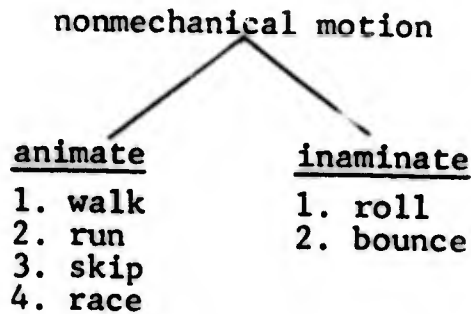 nonmechanical motion
animate
1. walk
2. run
3. skip
4. race
inaminate
1. roll
2. bounce